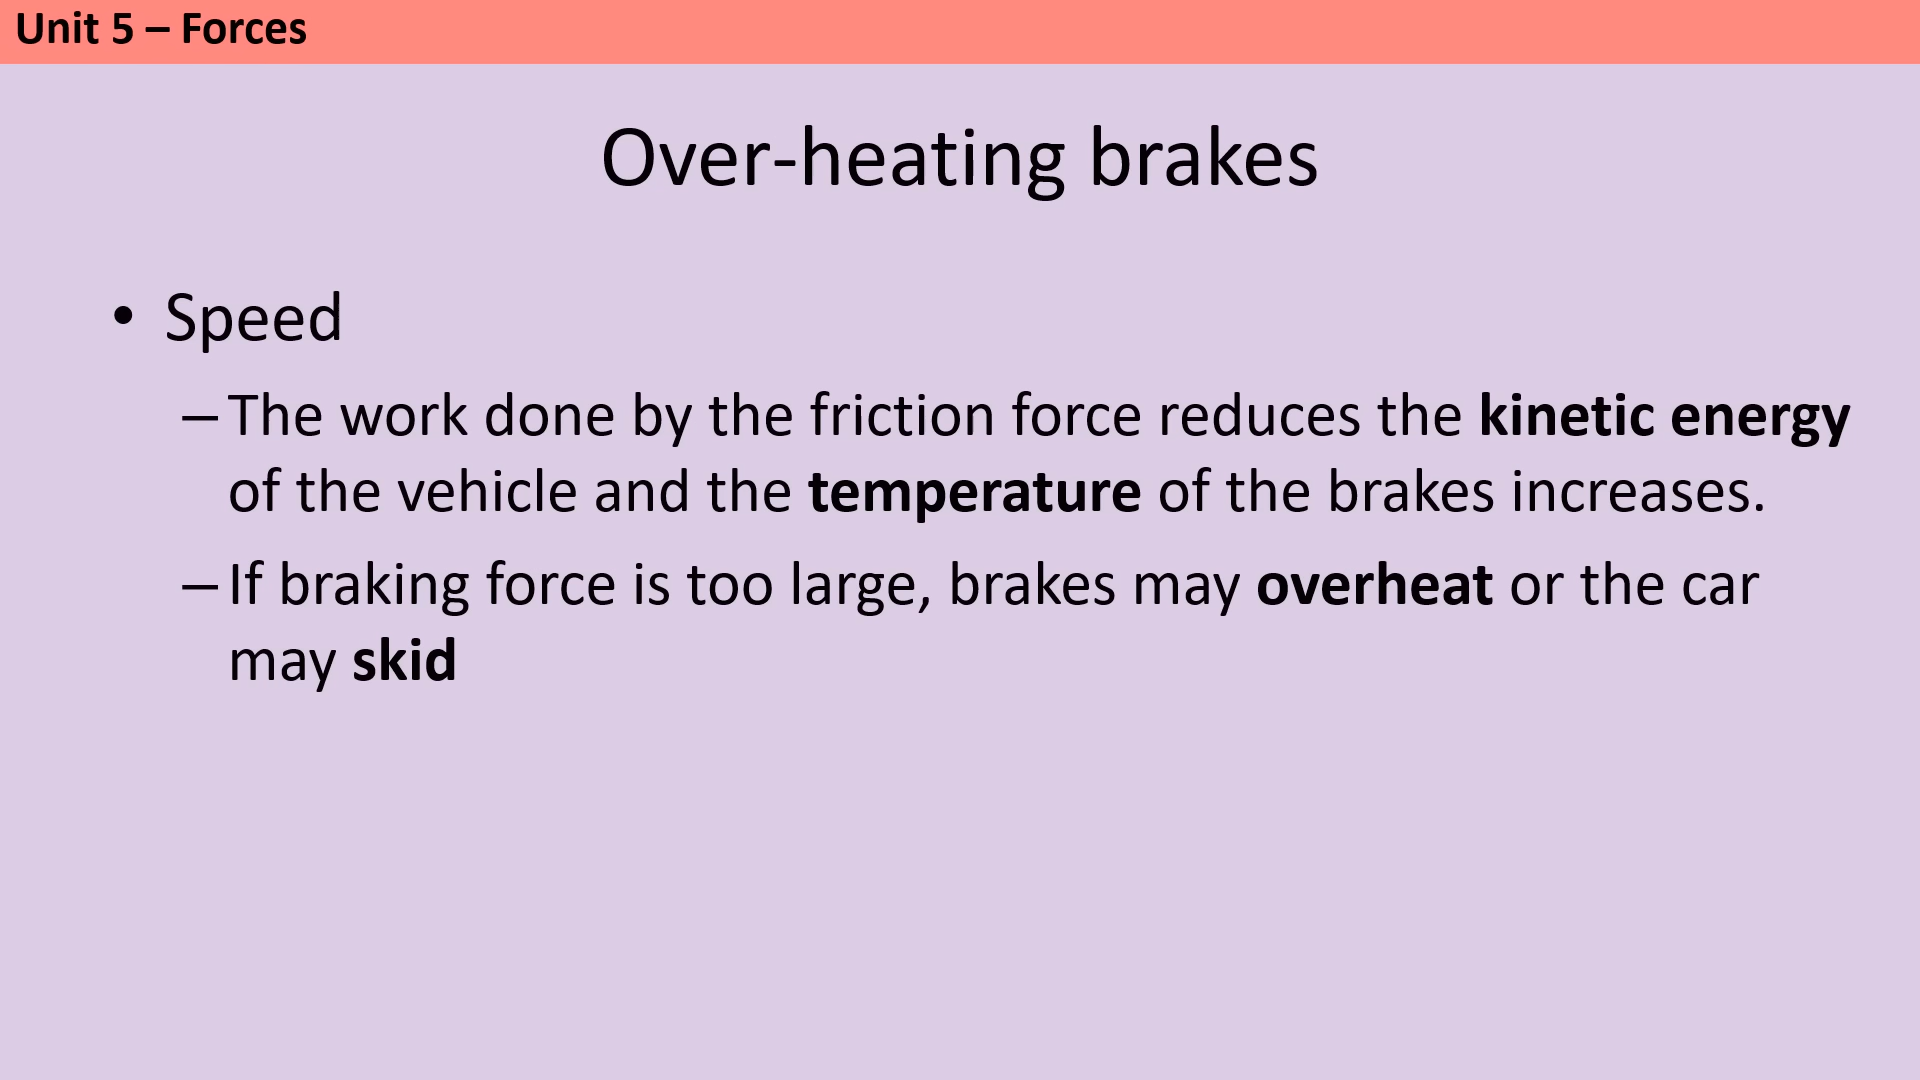 Unit 5 – Forces
Over-heating brakes
• Speed
– The work done by the friction force reduces the kinetic energy
of the vehicle and the temperature of the brakes increases.
– If braking force is too large, brakes may overheat or the car
may skid